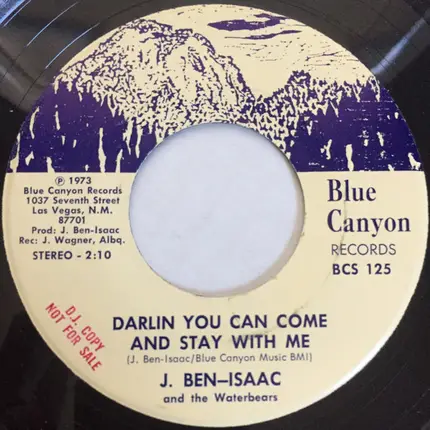 ℗ 1973
Blue Canyon Records
1037 Seventh Street
Las Vegas, N.M.
87701
Prod: J. Ben-Isaac
Rec: J. Wagner, Albq.
STEREO - 2:10
Blue
Canyon
RECORDS
BCS 125
D.J. COPY
NOT FOR SALE
DARLIN YOU CAN COME
AND STAY WITH ME
(J. Ben-Isaac/Blue Canyon Music BMI)
J. BEN-ISAAC
and the Waterbears